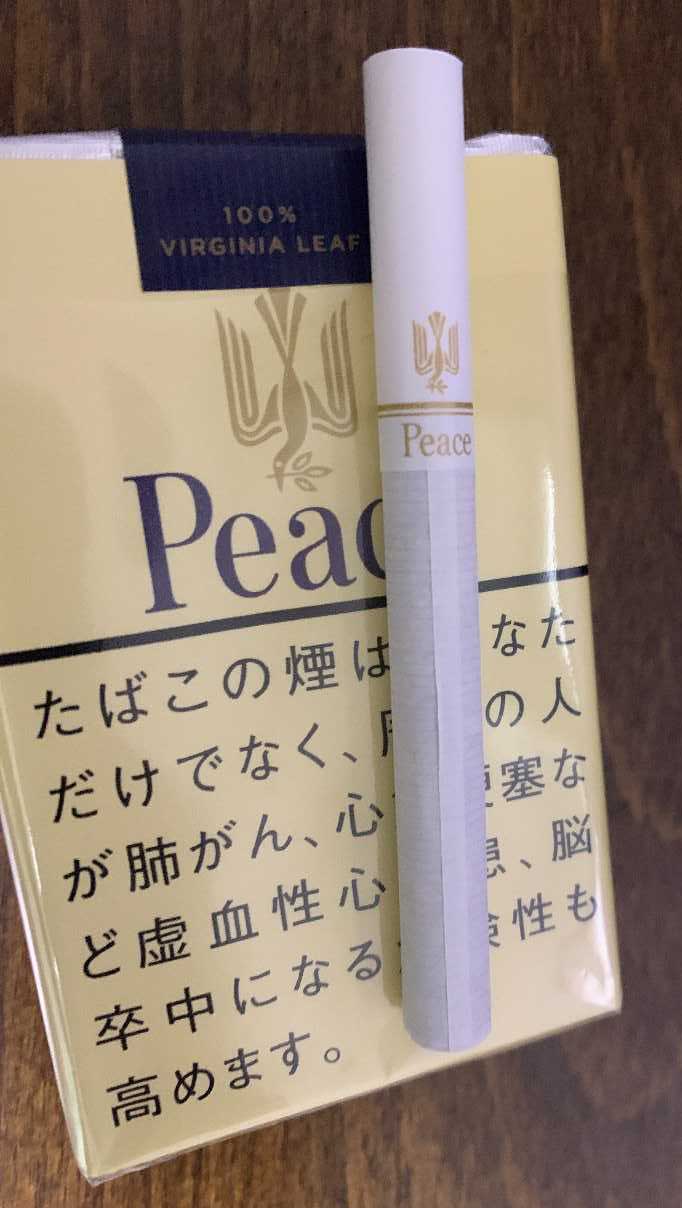 100%
VIRGINIA LEAF
Peace
Peac
たばこの煙は なた
だけでなく、 の人
が肺がん、心 塞な
ど虚血性心 、脳
卒中になる 険性も
高めます。